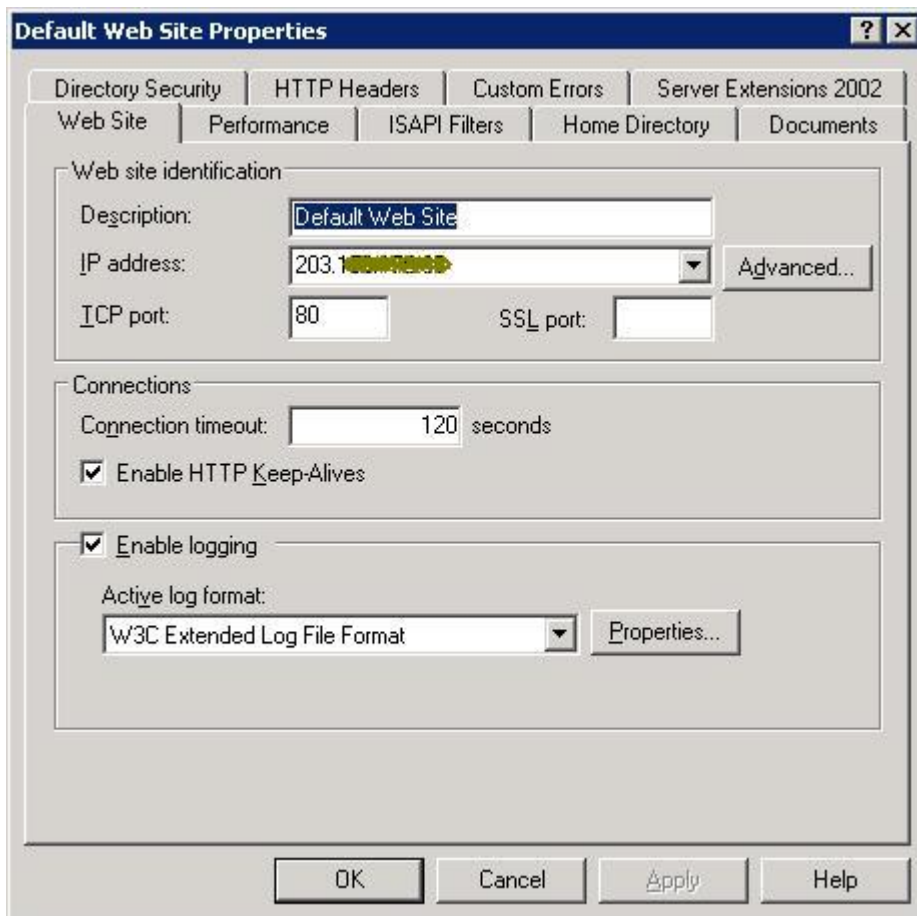 Default Web Site Properties
Directory Security HTTP Headers Custom Errors Server Extensions 2002
Web Site Performance ISAPI Filters Home Directory Documents
Web site identification
Description: Default Web Site
IP address: 203.1 Advanced...
TCP port: 80 SSL port:
Connections
Connection timeout: 120 seconds
Enable HTTP Keep-Alives
Enable logging
Active log format:
W3C Extended Log File Format Properties...
OK Cancel Apply Help